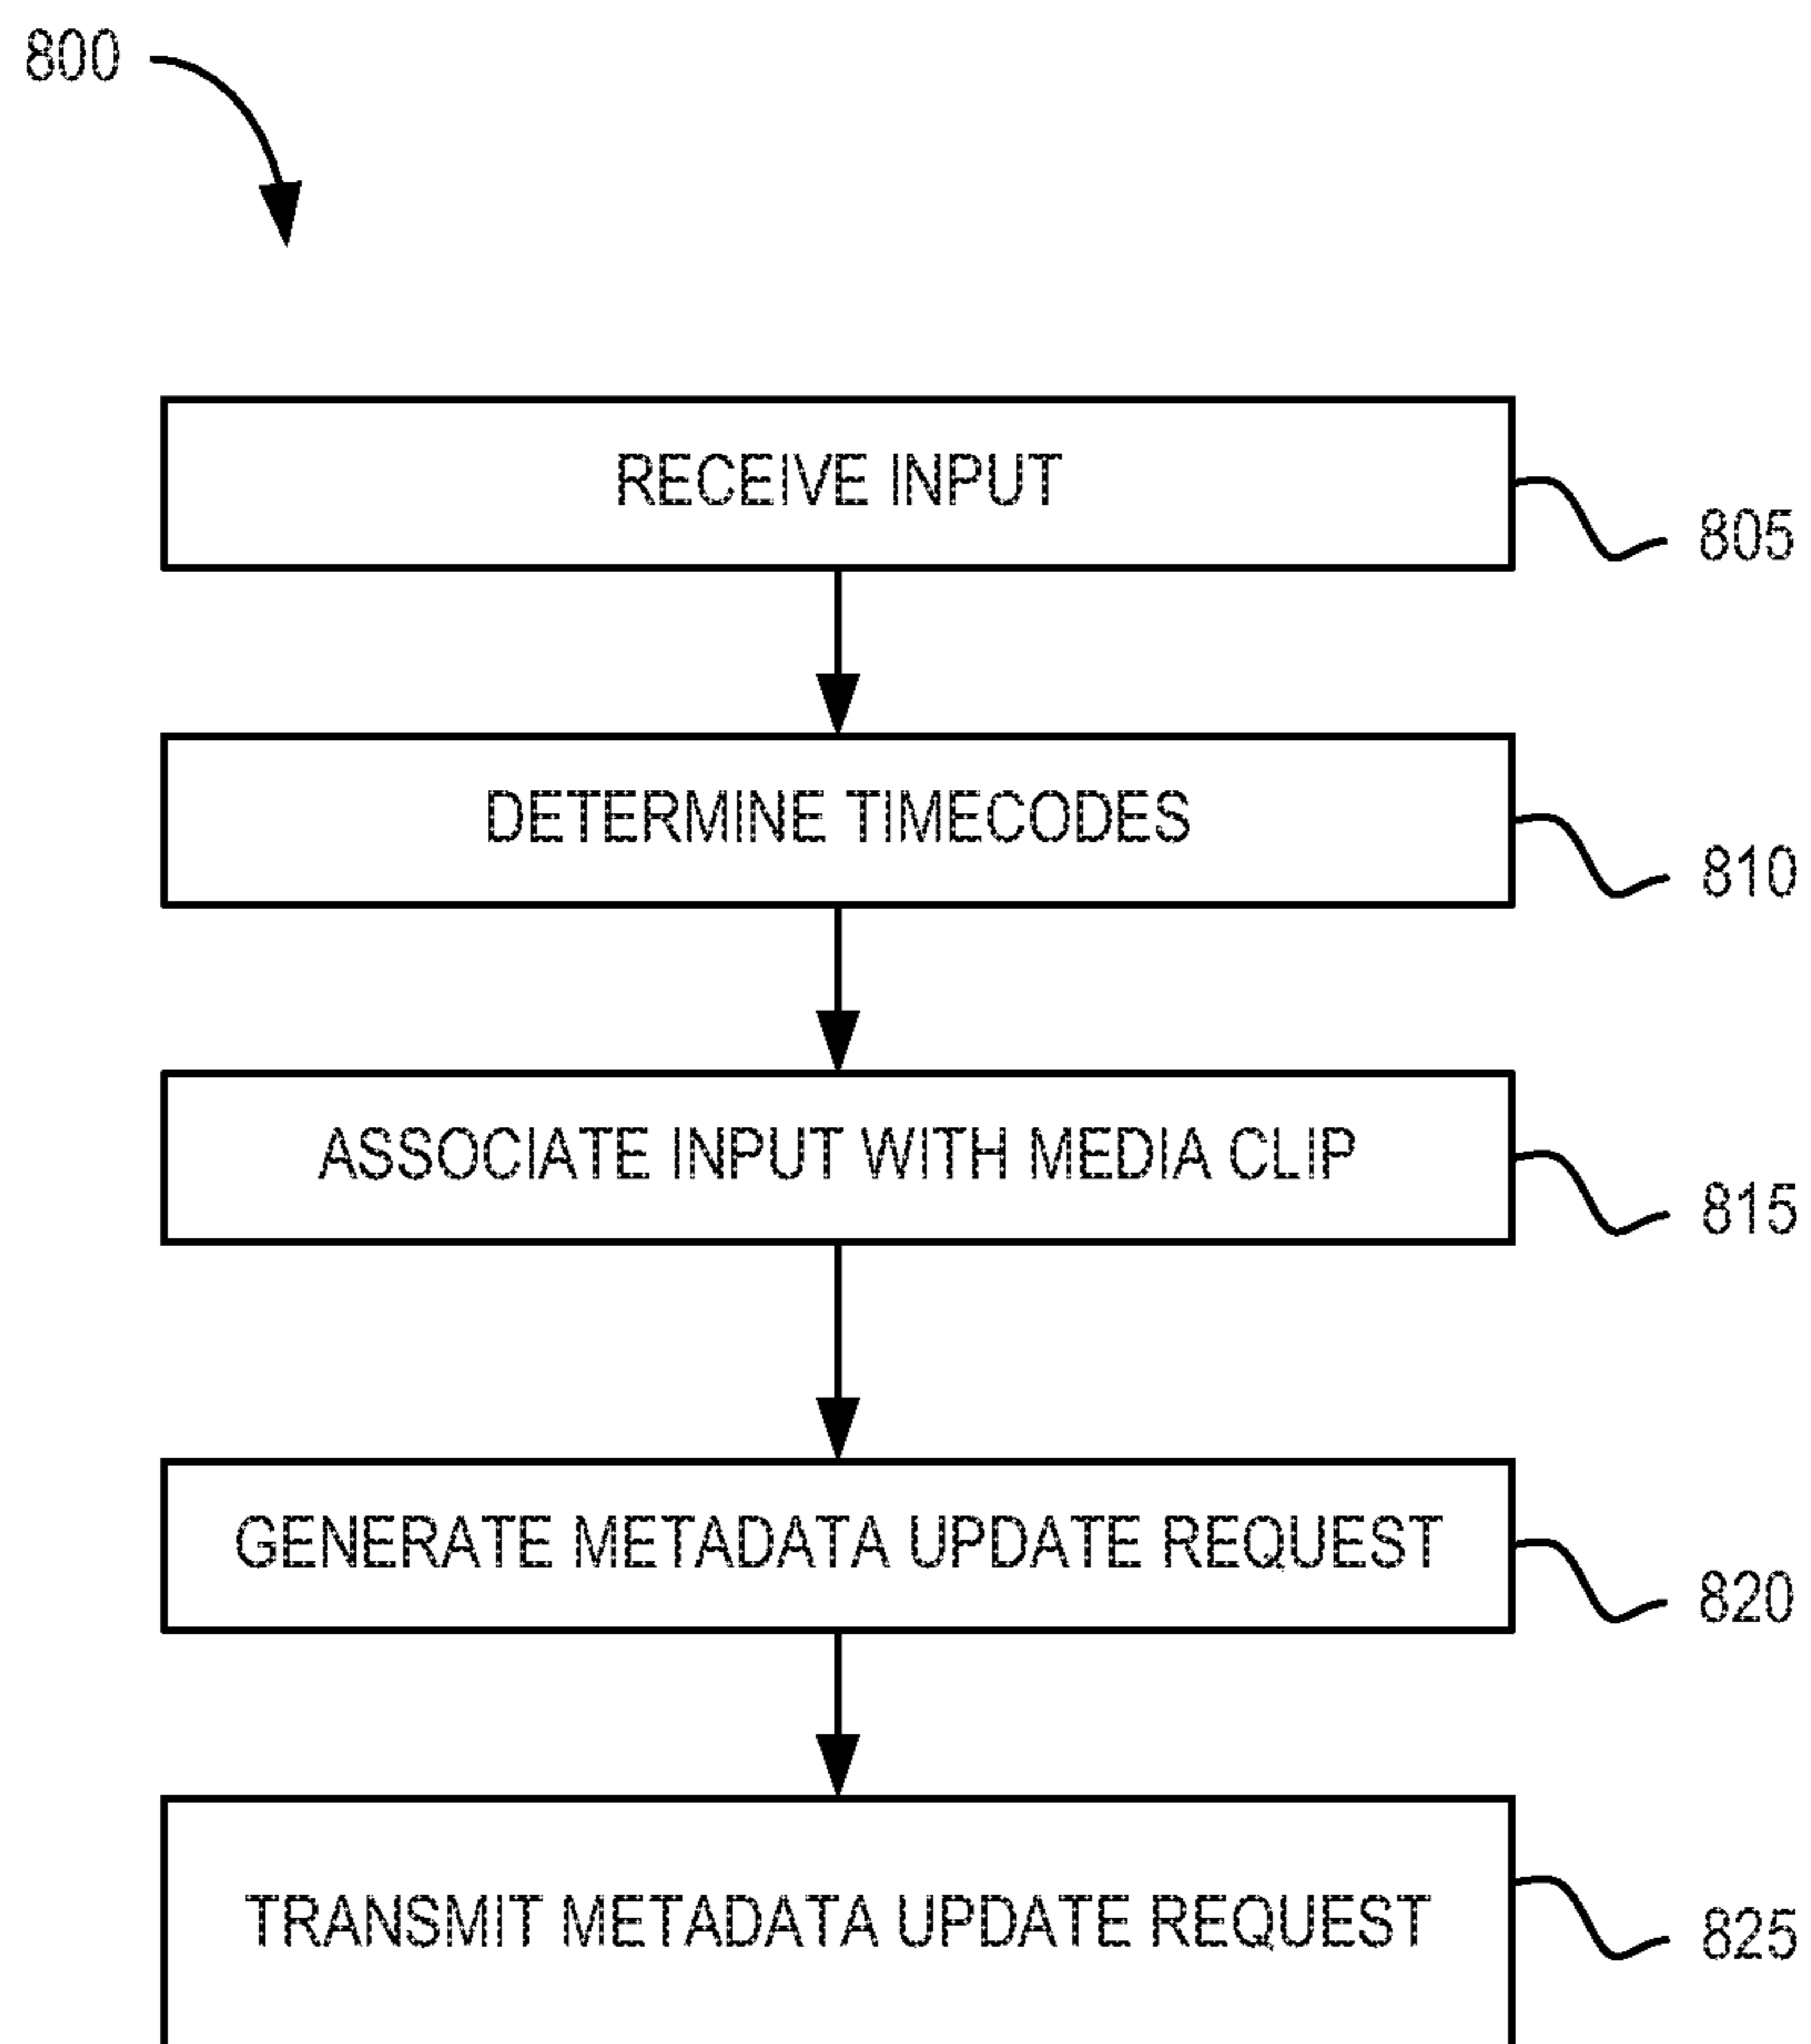 800
RECEIVE INPUT
805
DETERMINE TIMECODES
810
ASSOCIATE INPUT WITH MEDIA CLIP
815
GENERATE METADATA UPDATE REQUEST
820
TRANSMIT METADATA UPDATE REQUEST
825